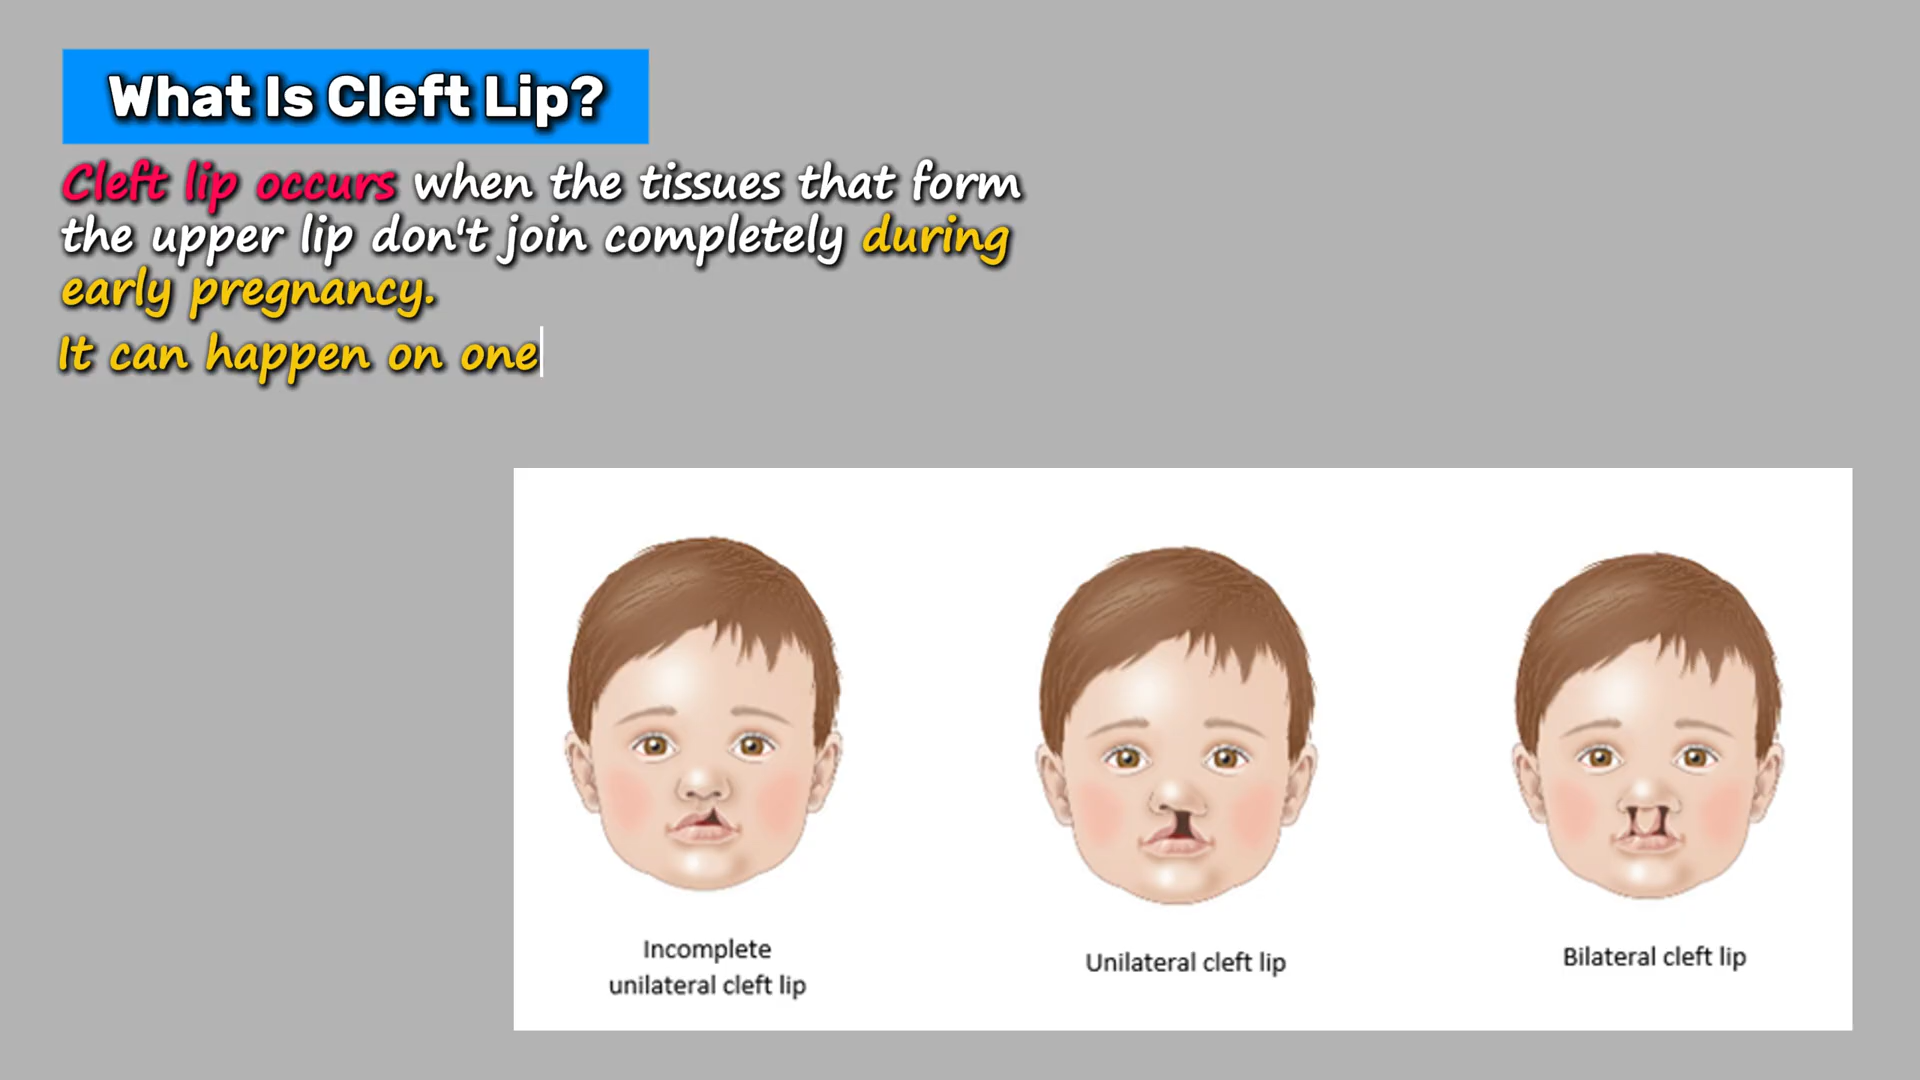 What Is Cleft Lip?
Cleft lip occurs when the tissues that form
the upper lip don't join completely during
early pregnancy.
It can happen on one
Incomplete
unilateral cleft lip
Unilateral cleft lip
Bilateral cleft lip